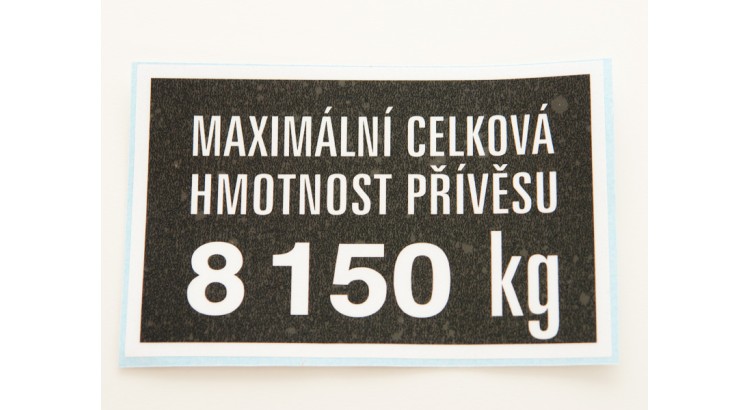 MAXIMÁLNÍ CELKOVÁ
HMOTNOST PŘÍVĚSU
8 150 kg